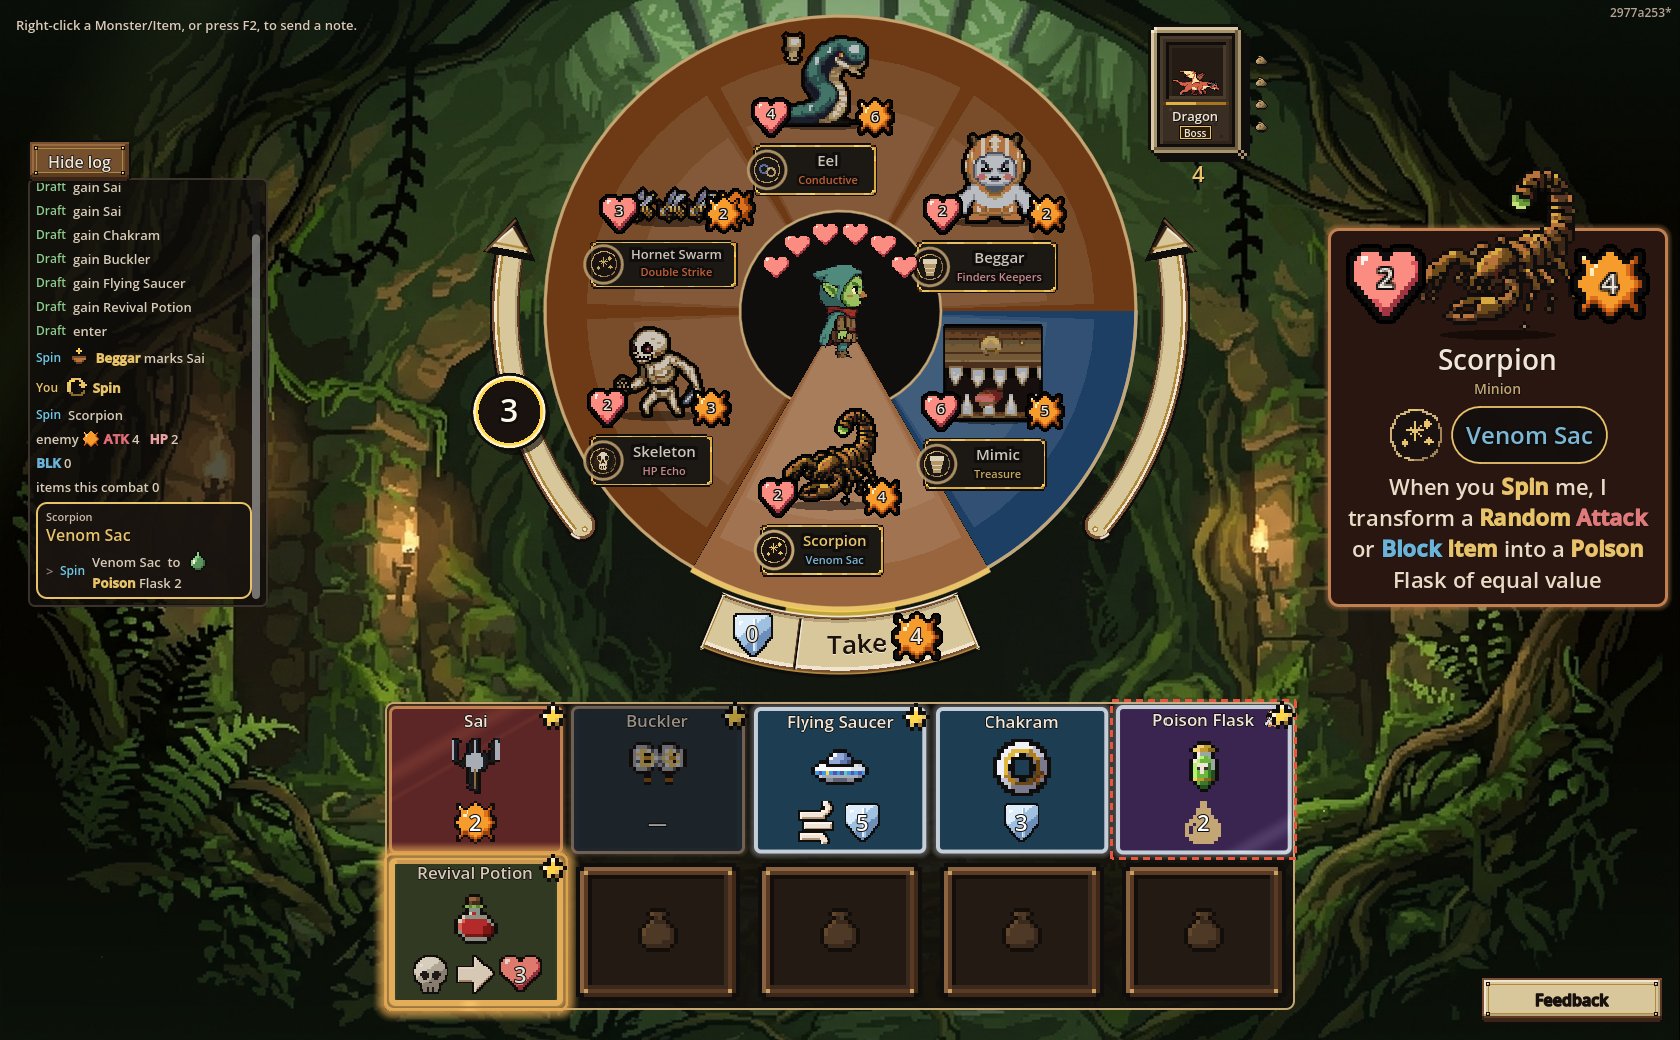 Right-click a Monster/Item, or press F2, to send a note.
2977a253*
Hide log
Draft gain Sai
Draft gain Sai
Draft gain Chakram
Draft gain Buckler
Draft gain Flying Saucer
Draft gain Revival Potion
Draft enter
Spin Beggar marks Sai
You Spin
Spin Scorpion
enemy ATK 4 HP 2
BLK 0
items this combat 0
Scorpion
Venom Sac
> Spin Venom Sac to
Poison Flask 2
4
6
Eel
Conductive
3
2
Hornet Swarm
Double Strike
2
2
Beggar
Finders Keepers
2
3
Skeleton
HP Echo
6
5
Mimic
Treasure
2
4
Scorpion
Venom Sac
3
0
Take 4
Dragon
Boss
4
2
4
Scorpion
Minion
Venom Sac
When you Spin me, I
transform a Random Attack
or Block Item into a Poison
Flask of equal value
Sai
2
Buckler
—
Flying Saucer
5
Chakram
3
Poison Flask
2
Revival Potion
3
Feedback